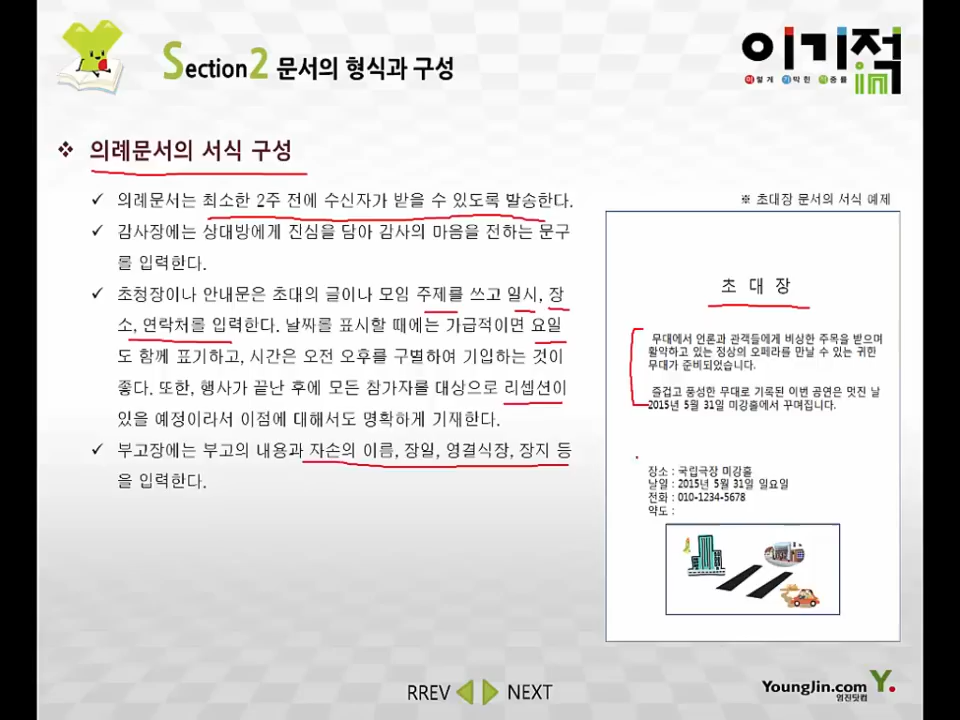 Section2 문서의 형식과 구성
이기적in
이렇게 기막힌 적중률
❖ 의례문서의 서식 구성
✓ 의례문서는 최소한 2주 전에 수신자가 받을 수 있도록 발송한다.
✓ 감사장에는 상대방에게 진심을 담아 감사의 마음을 전하는 문구
를 입력한다.
✓ 초청장이나 안내문은 초대의 글이나 모임 주제를 쓰고 일시, 장
소, 연락처를 입력한다. 날짜를 표시할 때에는 가급적이면 요일
도 함께 표기하고, 시간은 오전 오후를 구별하여 기입하는 것이
좋다. 또한, 행사가 끝난 후에 모든 참가자를 대상으로 리셉션이
있을 예정이라서 이점에 대해서도 명확하게 기재한다.
✓ 부고장에는 부고의 내용과 자손의 이름, 장일, 영결식장, 장지 등
을 입력한다.
※ 초대장 문서의 서식 예제
초 대 장
무대에서 언론과 관객들에게 비상한 주목을 받으며
활약하고 있는 정상의 오페라를 만날 수 있는 귀한
무대가 준비되었습니다.
즐겁고 풍성한 무대로 기록된 이번 공연은 멋진 날
2015년 5월 31일 미강홀에서 꾸며집니다.
장소 : 국립극장 미강홀
날일 : 2015년 5월 31일 일요일
전화 : 010-1234-5678
약도 :
RREV NEXT
YoungJin.com Y.
영진닷컴